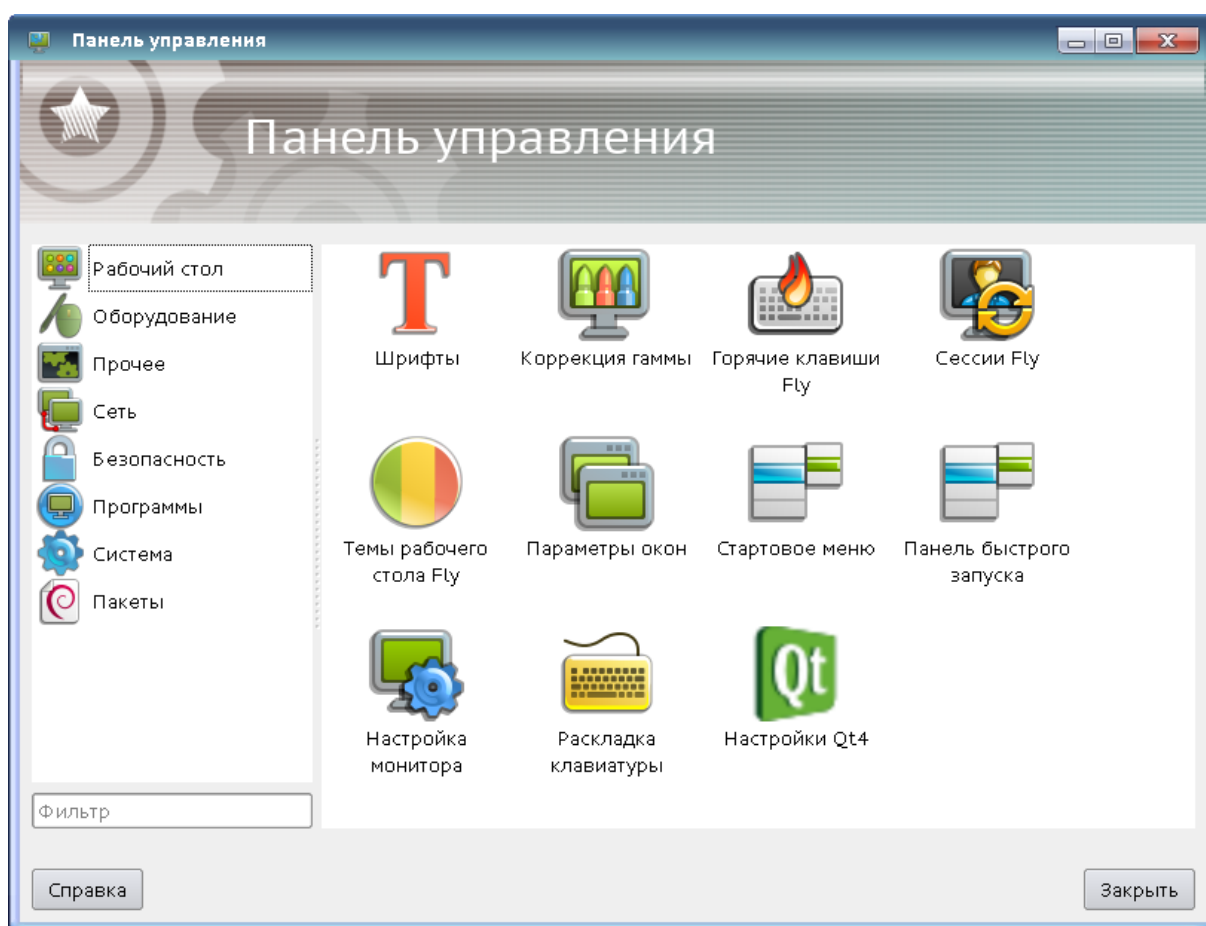 Панель управления
Панель управления
Рабочий стол
Оборудование
Прочее
Сеть
Безопасность
Программы
Система
Пакеты
Фильтр
Шрифты
Коррекция гаммы
Горячие клавиши
Fly
Сессии Fly
Темы рабочего
стола Fly
Параметры окон
Стартовое меню
Панель быстрого
запуска
Настройка
монитора
Раскладка
клавиатуры
Qt
Настройки Qt4
Справка
Закрыть